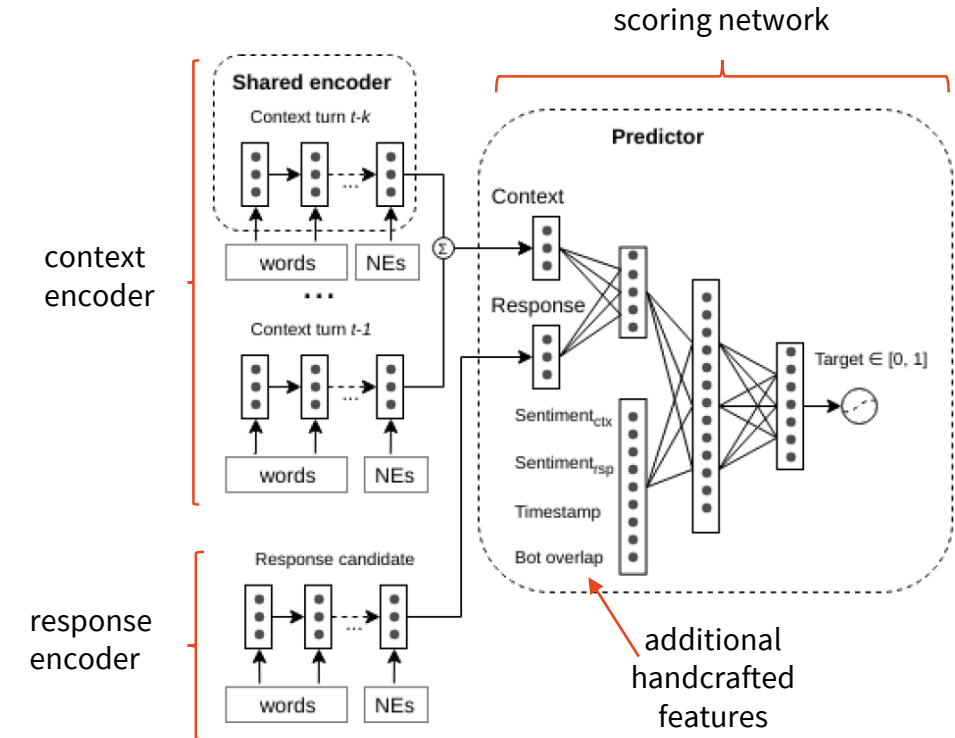 scoring network
Shared encoder
Context turn t-k
...
words
NEs
...
Context turn t-1
...
words
NEs
context
encoder
Response candidate
...
words
NEs
response
encoder
Σ
Predictor
Context
Response
Sentimentctx
Sentimentrsp
Timestamp
Bot overlap
Target ∈ [0, 1]
additional
handcrafted
features